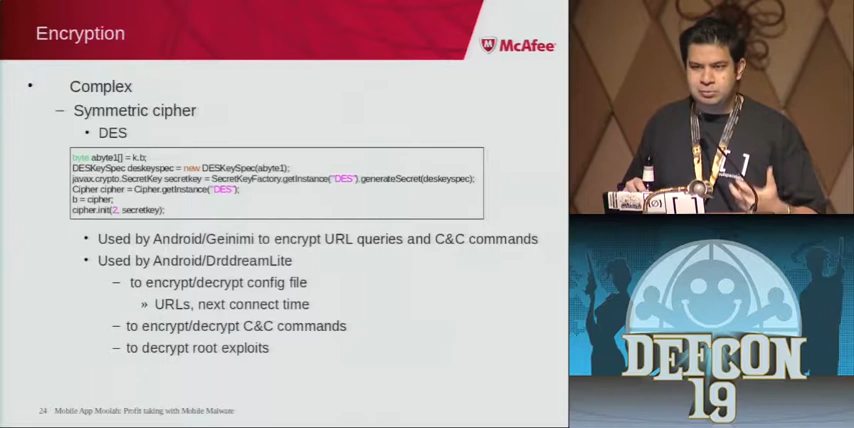 Encryption
McAfee
• Complex
– Symmetric cipher
• DES
byte abyte1[] = k.b;
DESKeySpec deskeyspec = new DESKeySpec(abyte1);
javax.crypto.SecretKey secretkey = SecretKeyFactory.getInstance("DES").generateSecret(deskeyspec);
Cipher cipher = Cipher.getInstance("DES");
b = cipher;
cipher.init(2, secretkey);
• Used by Android/Geinimi to encrypt URL queries and C&C commands
• Used by Android/DrddreamLite
– to encrypt/decrypt config file
» URLs, next connect time
– to encrypt/decrypt C&C commands
– to decrypt root exploits
24 Mobile App Moolah: Profit taking with Mobile Malware
DEFCON
19